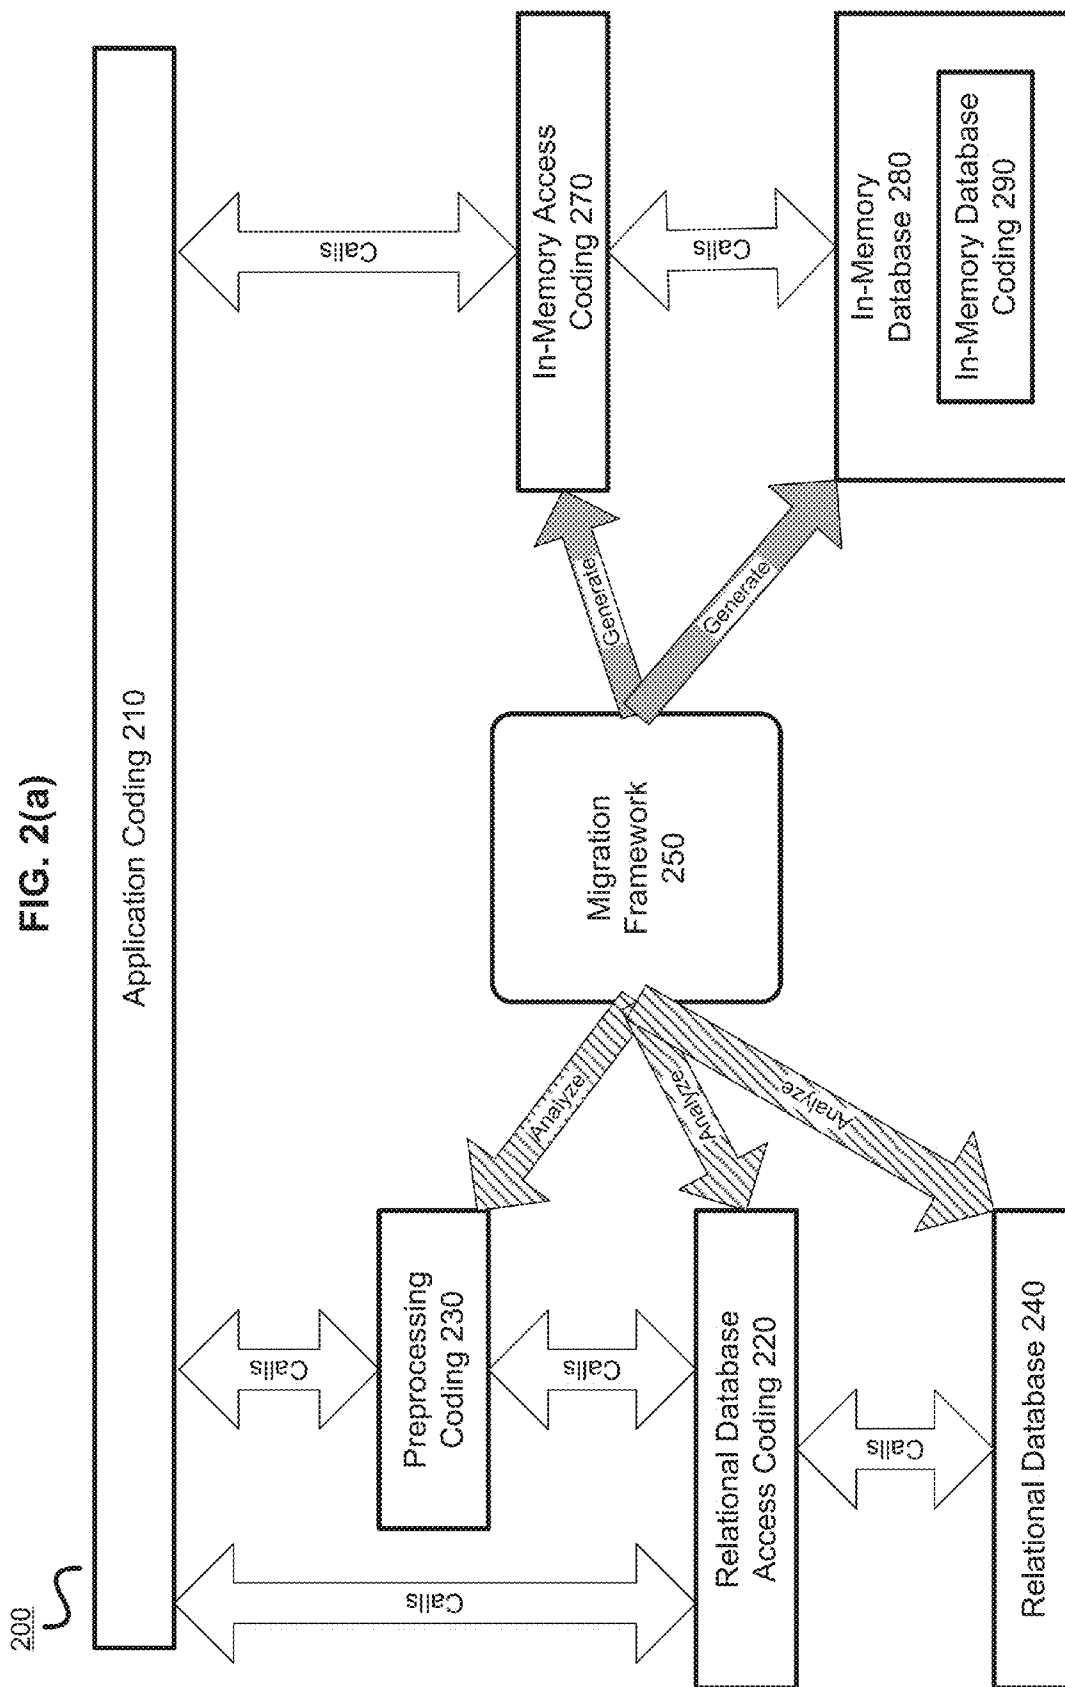 FIG. 2(a)
200
Application Coding 210
Calls
Calls
Calls
Preprocessing
Coding 230
Calls
In-Memory Access
Coding 270
Calls
Relational Database
Access Coding 220
Calls
Analyze
Analyze
Analyze
Migration
Framework
250
Generate
Generate
In-Memory
Database 280
In-Memory Database
Coding 290
Relational Database 240